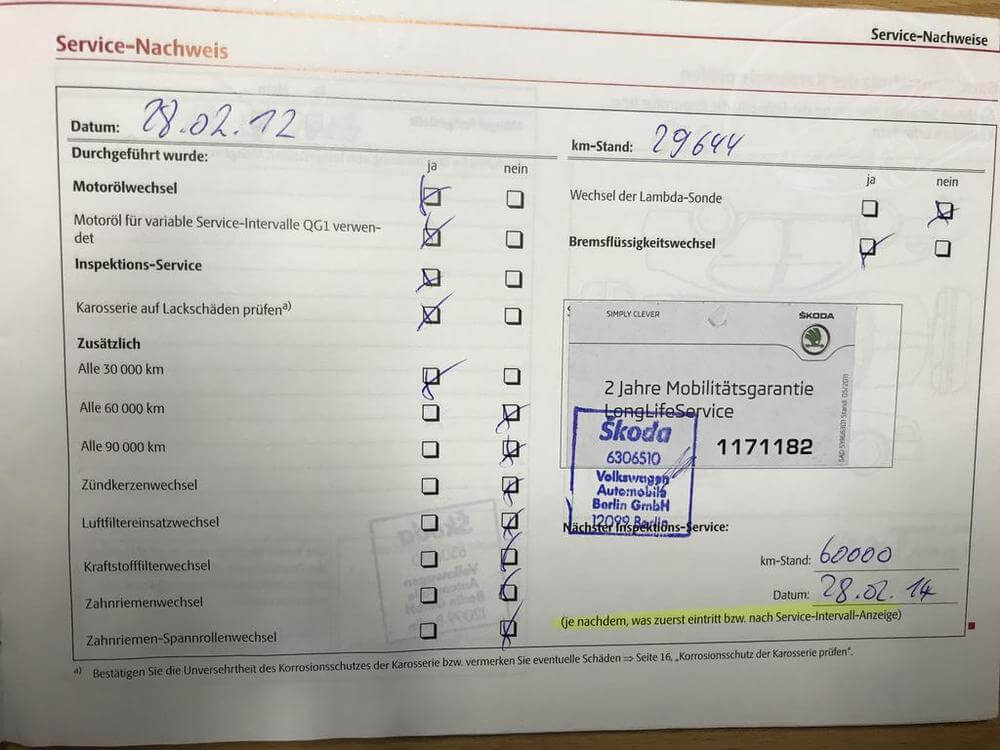 Service-Nachweise
Service-Nachweis
Datum: 28.02.12
km-Stand: 29644
Durchgeführt wurde:
ja nein
Motorölwechsel
Motoröl für variable Service-Intervalle QG1 verwen-
det
Inspektions-Service
Karosserie auf Lackschäden prüfen a)
Zusätzlich
Alle 30 000 km
Alle 60 000 km
Alle 90 000 km
Zündkerzenwechsel
Luftfiltereinsatzwechsel
Kraftstofffilterwechsel
Zahnriemenwechsel
Zahnriemen-Spannrollenwechsel
ja nein
Wechsel der Lambda-Sonde
Bremsflüssigkeitswechsel
SIMPLY CLEVER
ŠKODA
2 Jahre Mobilitätsgarantie
LongLifeService
1171182
Škoda
6306510
Volkswagen
Automobile
Berlin GmbH
12099 Berlin
Nächster Inspektions-Service:
km-Stand: 60000
Datum: 28.02.14
(je nachdem, was zuerst eintritt bzw. nach Service-Intervall-Anzeige)
a) Bestätigen Sie die Unversehrtheit des Korrosionsschutzes der Karosserie bzw. vermerken Sie eventuelle Schäden ⇒ Seite 16, „Korrosionsschutz der Karosserie prüfen“.